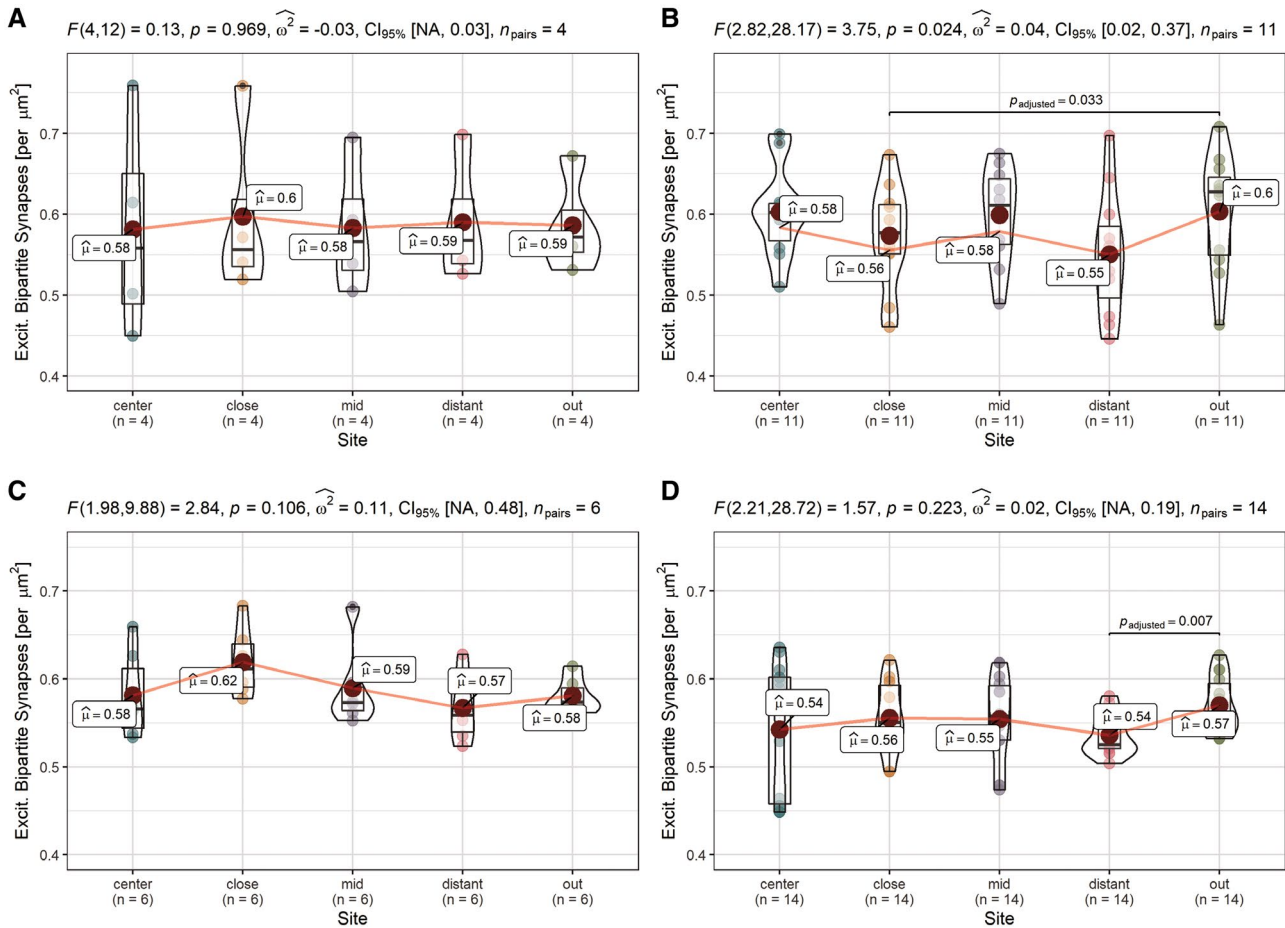 A
F(4,12) = 0.13, p = 0.969, ω̂² = -0.03, CI95% [NA, 0.03], npairs = 4
Excit. Bipartite Synapses [per μm²]
0.7
0.6
0.5
0.4
μ̂ = 0.58
μ̂ = 0.6
μ̂ = 0.58
μ̂ = 0.59
μ̂ = 0.59
center close mid distant out
(n = 4) (n = 4) (n = 4) (n = 4) (n = 4)
Site
B
F(2.82,28.17) = 3.75, p = 0.024, ω̂² = 0.04, CI95% [0.02, 0.37], npairs = 11
Excit. Bipartite Synapses [per μm²]
0.7
0.6
0.5
0.4
padjusted = 0.033
μ̂ = 0.58
μ̂ = 0.56
μ̂ = 0.58
μ̂ = 0.55
μ̂ = 0.6
center close mid distant out
(n = 11) (n = 11) (n = 11) (n = 11) (n = 11)
Site
C
F(1.98,9.88) = 2.84, p = 0.106, ω̂² = 0.11, CI95% [NA, 0.48], npairs = 6
Excit. Bipartite Synapses [per μm²]
0.7
0.6
0.5
0.4
μ̂ = 0.58
μ̂ = 0.62
μ̂ = 0.59
μ̂ = 0.57
μ̂ = 0.58
center close mid distant out
(n = 6) (n = 6) (n = 6) (n = 6) (n = 6)
Site
D
F(2.21,28.72) = 1.57, p = 0.223, ω̂² = 0.02, CI95% [NA, 0.19], npairs = 14
Excit. Bipartite Synapses [per μm²]
0.7
0.6
0.5
0.4
padjusted = 0.007
μ̂ = 0.54
μ̂ = 0.56
μ̂ = 0.55
μ̂ = 0.54
μ̂ = 0.57
center close mid distant out
(n = 14) (n = 14) (n = 14) (n = 14) (n = 14)
Site